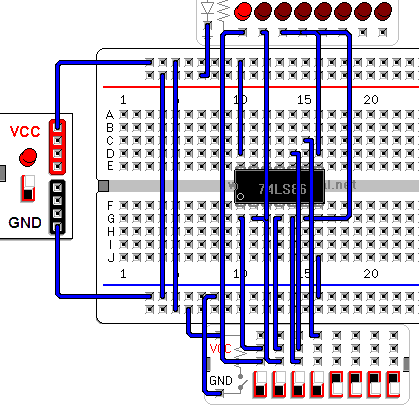 VCC
GND
1 10 15 20
A
B
C
D
E
74LS86
F
G
H
I
J
1 10 15 20
VCC
GND